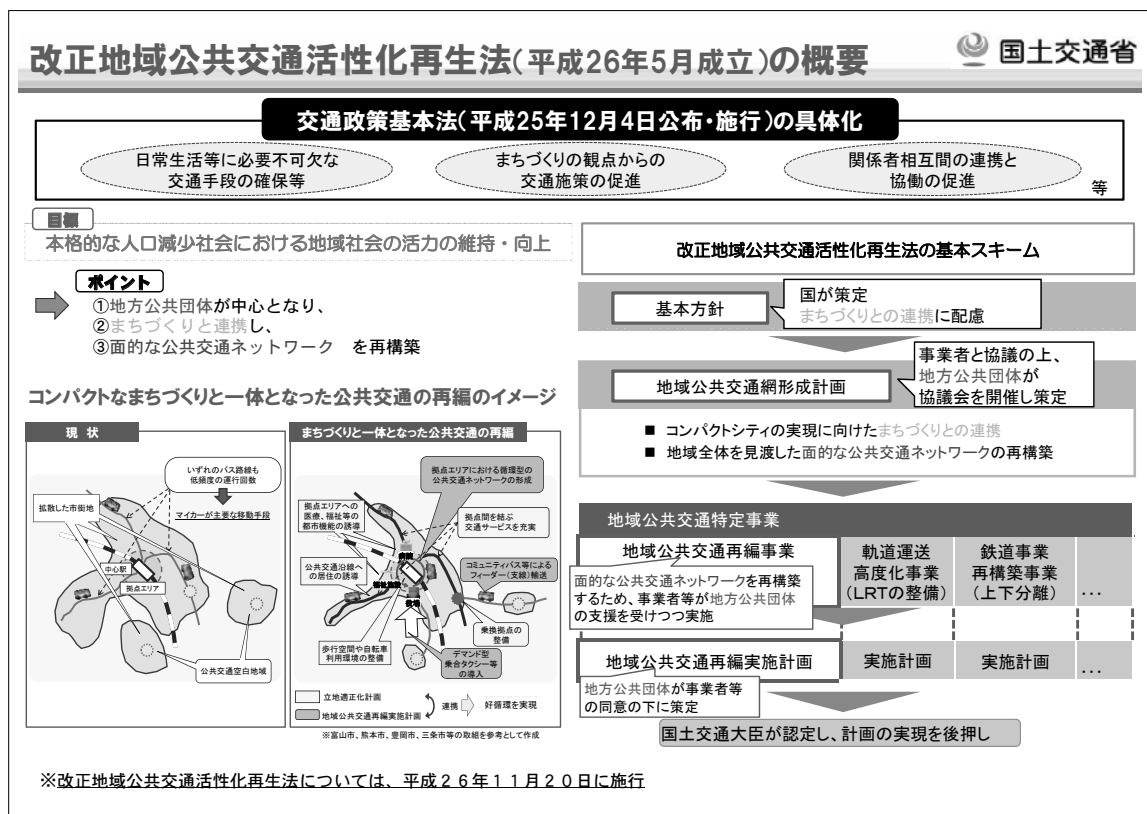 改正地域公共交通活性化再生法(平成26年5月成立)の概要
国土交通省
交通政策基本法(平成25年12月4日公布・施行)の具体化
日常生活等に必要不可欠な
交通手段の確保等
まちづくりの観点からの
交通施策の促進
関係者相互間の連携と
協働の促進
等
目標
本格的な人口減少社会における地域社会の活力の維持・向上
ポイント
①地方公共団体が中心となり、
②まちづくりと連携し、
③面的な公共交通ネットワーク を再構築
コンパクトなまちづくりと一体となった公共交通の再編のイメージ
現 状
いずれのバス路線も
低頻度の運行回数
マイカーが主要な移動手段
拡散した市街地
中心駅
拠点エリア
公共交通空白地域
まちづくりと一体となった公共交通の再編
拠点エリアにおける循環型の
公共交通ネットワークの形成
拠点エリアへの
医療、福祉等の
都市機能の誘導
拠点間を結ぶ
交通サービスを充実
病院
公共交通沿線へ
の居住の誘導
福祉施設
役場
コミュニティバス等による
フィーダー(支線)輸送
乗換拠点の
整備
歩行空間や自転車
利用環境の整備
デマンド型
乗合タクシー等
の導入
立地適正化計画
地域公共交通再編実施計画
連携
好循環を実現
※富山市、熊本市、豊岡市、三条市等の取組を参考として作成
改正地域公共交通活性化再生法の基本スキーム
基本方針
国が策定
まちづくりとの連携に配慮
地域公共交通網形成計画
事業者と協議の上、
地方公共団体が
協議会を開催し策定
■ コンパクトシティの実現に向けたまちづくりとの連携
■ 地域全体を見渡した面的な公共交通ネットワークの再構築
地域公共交通特定事業
地域公共交通再編事業
面的な公共交通ネットワークを再構築
するため、事業者等が地方公共団体
の支援を受けつつ実施
軌道運送
高度化事業
(LRTの整備)
鉄道事業
再構築事業
(上下分離)
…
地域公共交通再編実施計画
実施計画
実施計画
…
地方公共団体が事業者等
の同意の下に策定
国土交通大臣が認定し、計画の実現を後押し
※改正地域公共交通活性化再生法については、平成26年11月20日に施行